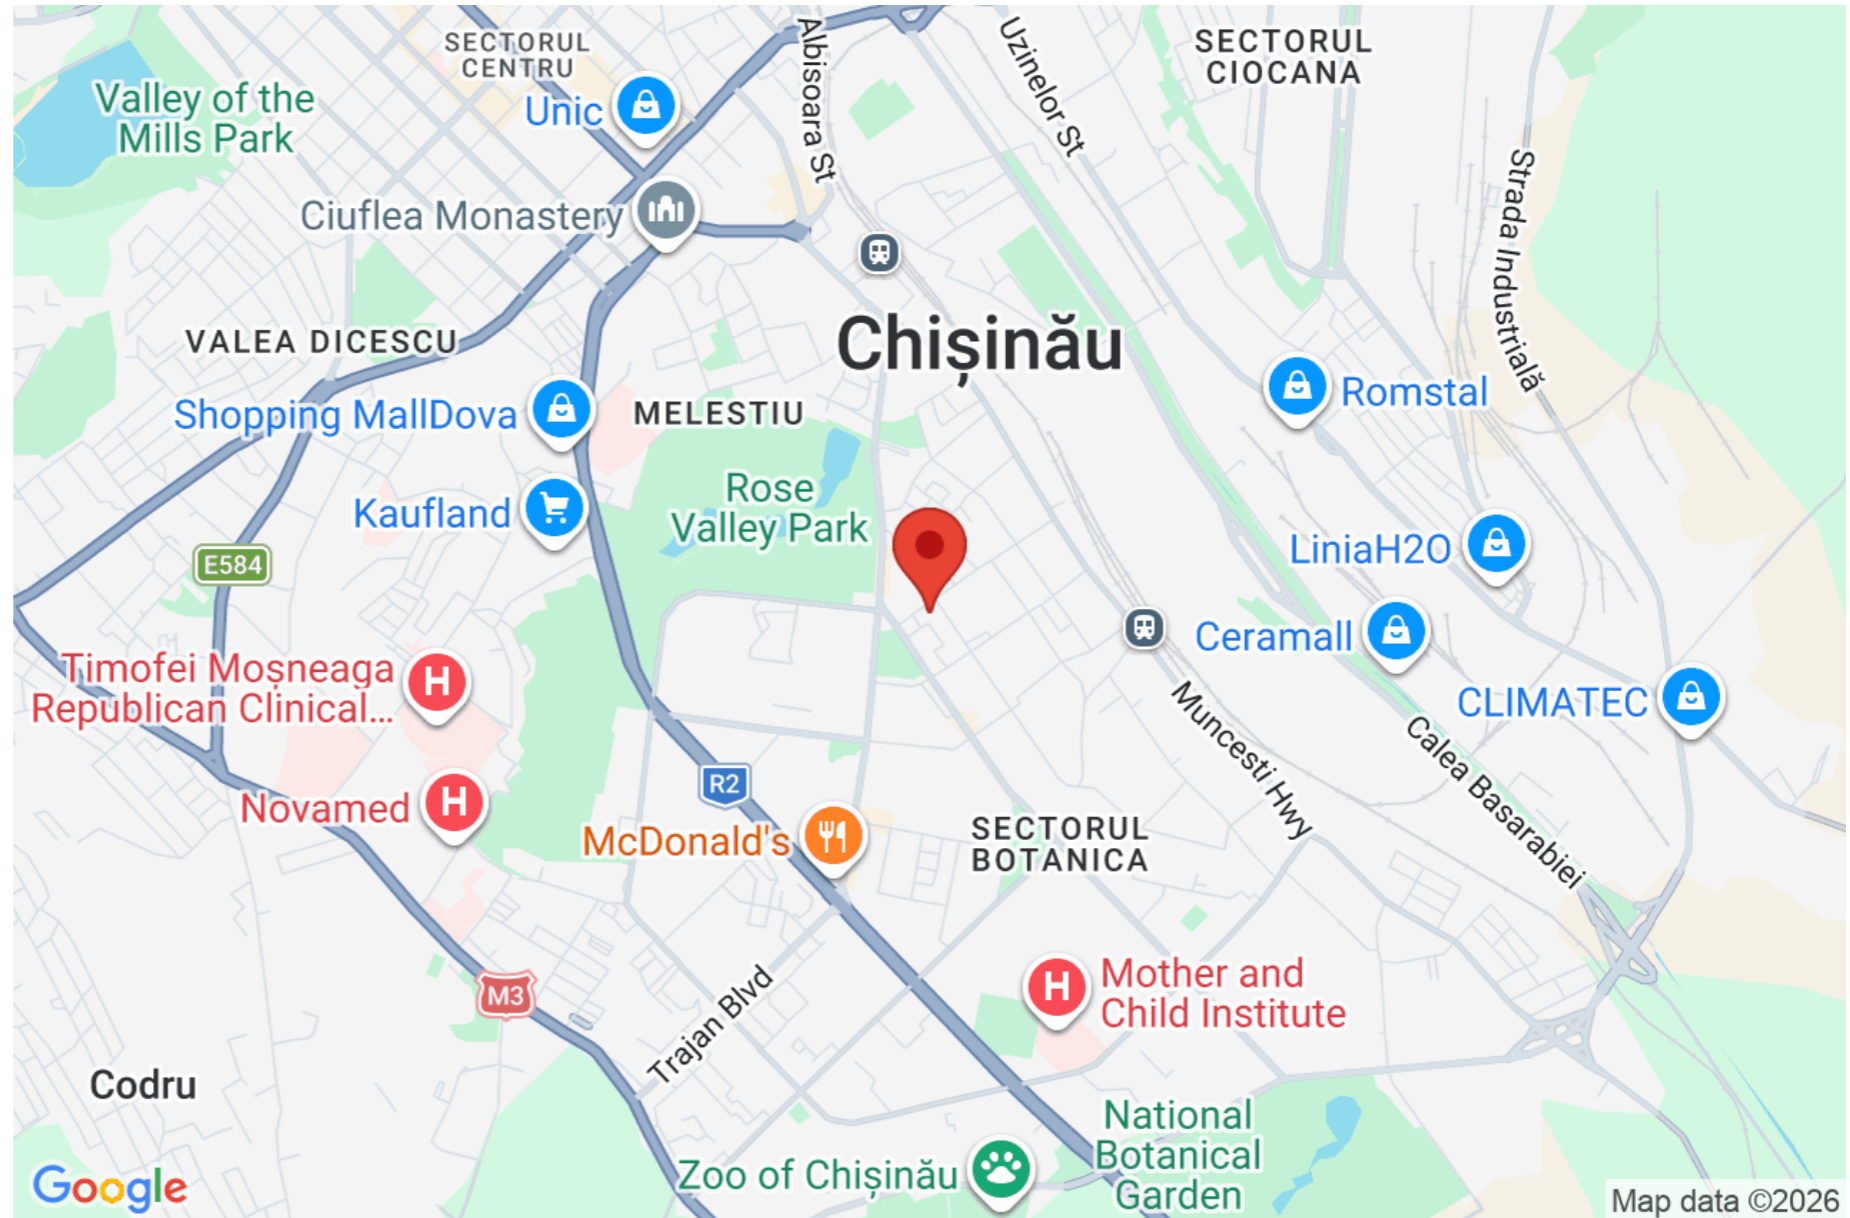 SECTORUL
CENTRU
Albisoara St
Uzinelor St
SECTORUL
CIOCANA
Valley of the
Mills Park
Unic
Strada Industrială
Ciuflea Monastery
Chișinău
VALEA DICESCU
Shopping MallDova
MELESTIU
Romstal
Rose
Valley Park
Kaufland
LiniaH2O
E584
Ceramall
Timofei Moșneaga
Republican Clinical...
CLIMATEC
Muncesti Hwy
Calea Basarabiei
R2
Novamed
McDonald's
SECTORUL
BOTANICA
M3
Mother and
Child Institute
Trajan Blvd
Codru
National
Botanical
Garden
Zoo of Chișinău
Google
Map data ©2026